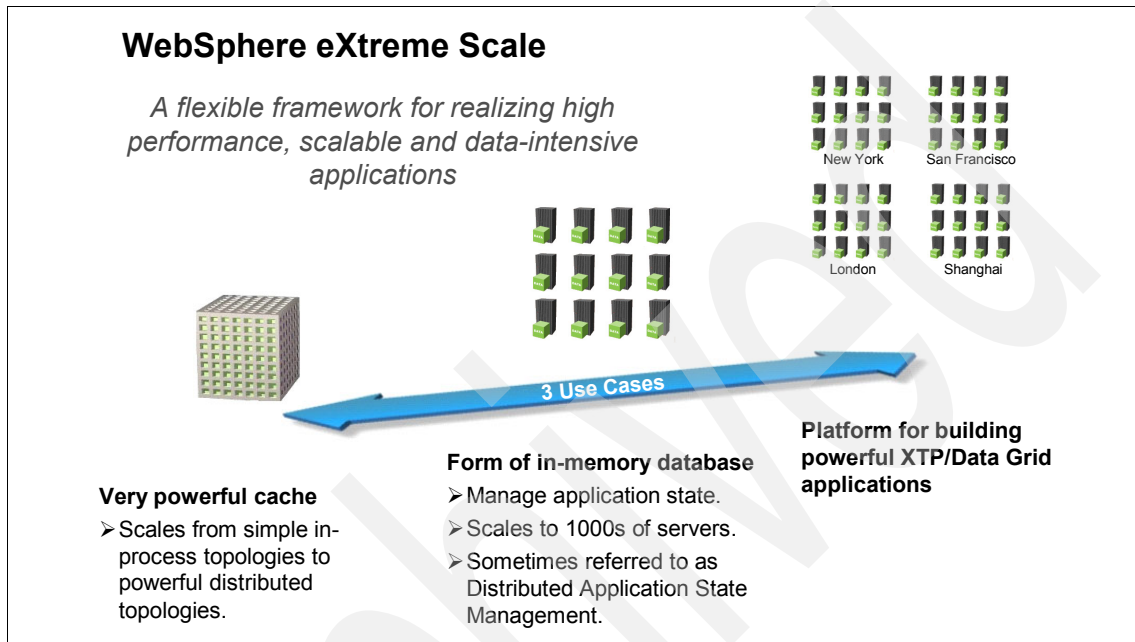 WebSphere eXtreme Scale
A flexible framework for realizing high
performance, scalable and data-intensive
applications
New York
San Francisco
London
Shanghai
3 Use Cases
Very powerful cache
➢Scales from simple in-
process topologies to
powerful distributed
topologies.
Form of in-memory database
➢Manage application state.
➢Scales to 1000s of servers.
➢Sometimes referred to as
Distributed Application State
Management.
Platform for building
powerful XTP/Data Grid
applications